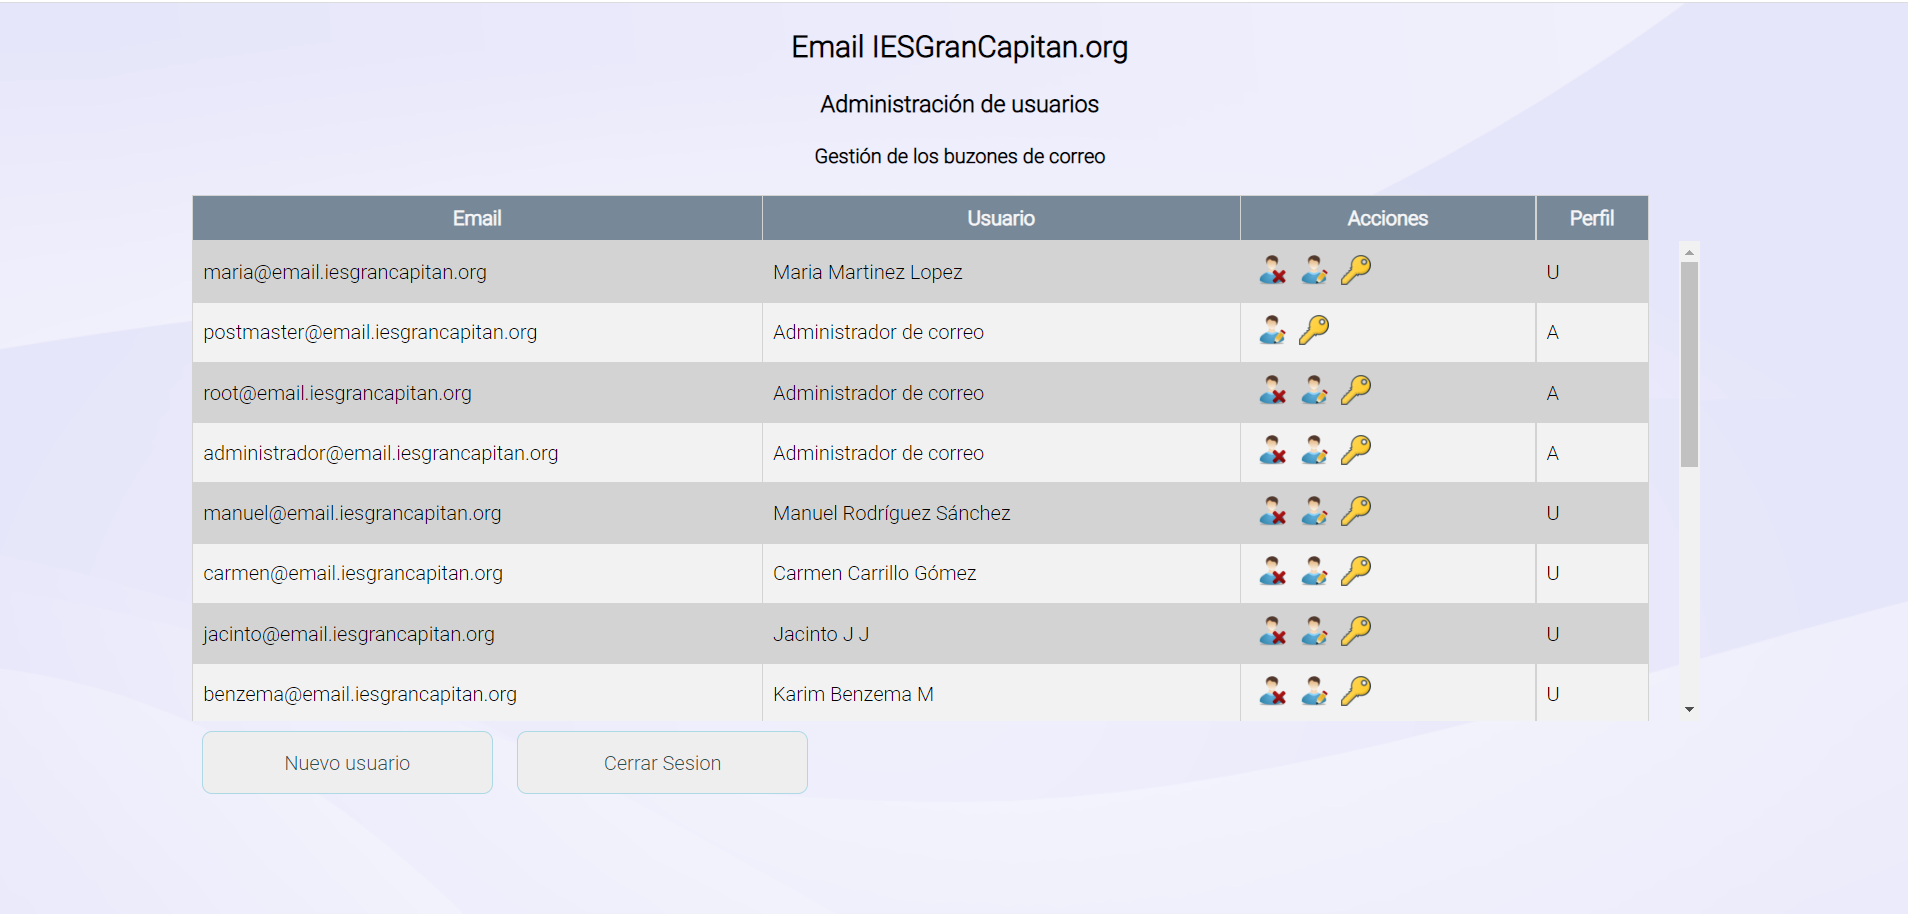 Email IESGranCapitan.org
Administración de usuarios
Gestión de los buzones de correo
Email Usuario Acciones Perfil
maria@email.iesgrancapitan.org Maria Martinez Lopez U
postmaster@email.iesgrancapitan.org Administrador de correo A
root@email.iesgrancapitan.org Administrador de correo A
administrador@email.iesgrancapitan.org Administrador de correo A
manuel@email.iesgrancapitan.org Manuel Rodríguez Sánchez U
carmen@email.iesgrancapitan.org Carmen Carrillo Gómez U
jacinto@email.iesgrancapitan.org Jacinto J J U
benzema@email.iesgrancapitan.org Karim Benzema M U
Nuevo usuario Cerrar Sesion